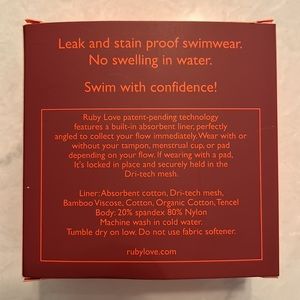 Leak and stain proof swimwear.
No swelling in water.
Swim with confidence!
Ruby Love patent-pending technology
features a built-in absorbent liner, perfectly
angled to collect your flow immediately. Wear with or
without your tampon, menstrual cup, or pad
depending on your flow. If wearing with a pad,
It's locked in place and securely held in the
Dri-tech mesh.
Liner: Absorbent cotton, Dri-tech mesh,
Bamboo Viscose, Cotton, Organic Cotton, Tencel
Body: 20% spandex 80% Nylon
Machine wash in cold water.
Tumble dry on low. Do not use fabric softener.
rubylove.com